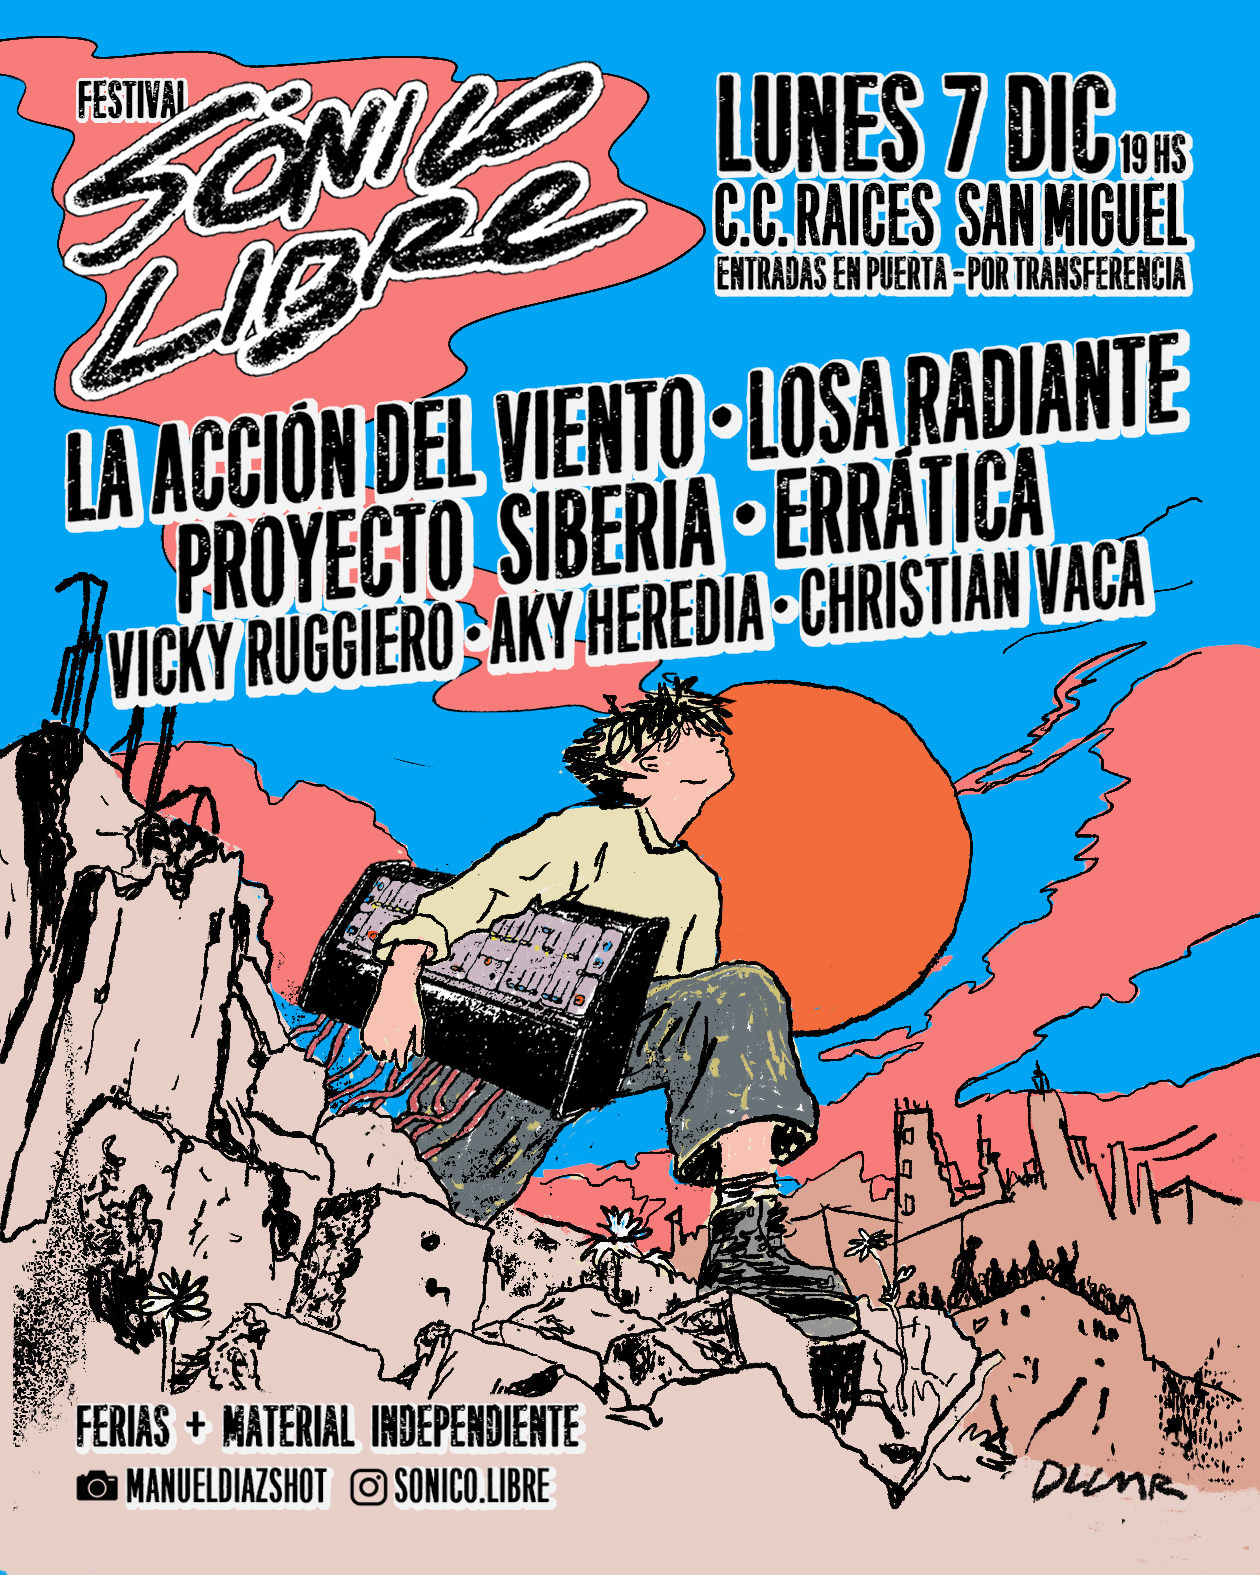 FESTIVAL
SÖNICO
LIBRE
LUNES 7 DIC 19 HS
C.C. RAICES SAN MIGUEL
ENTRADAS EN PUERTA - POR TRANSFERENCIA
LA ACCIÓN DEL VIENTO • LOSA RADIANTE
PROYECTO SIBERIA • ERRÁTICA
VICKY RUGGIERO • AKY HEREDIA • CHRISTIAN VACA
FERIAS + MATERIAL INDEPENDIENTE
MANUELDIAZSHOT SONICO.LIBRE